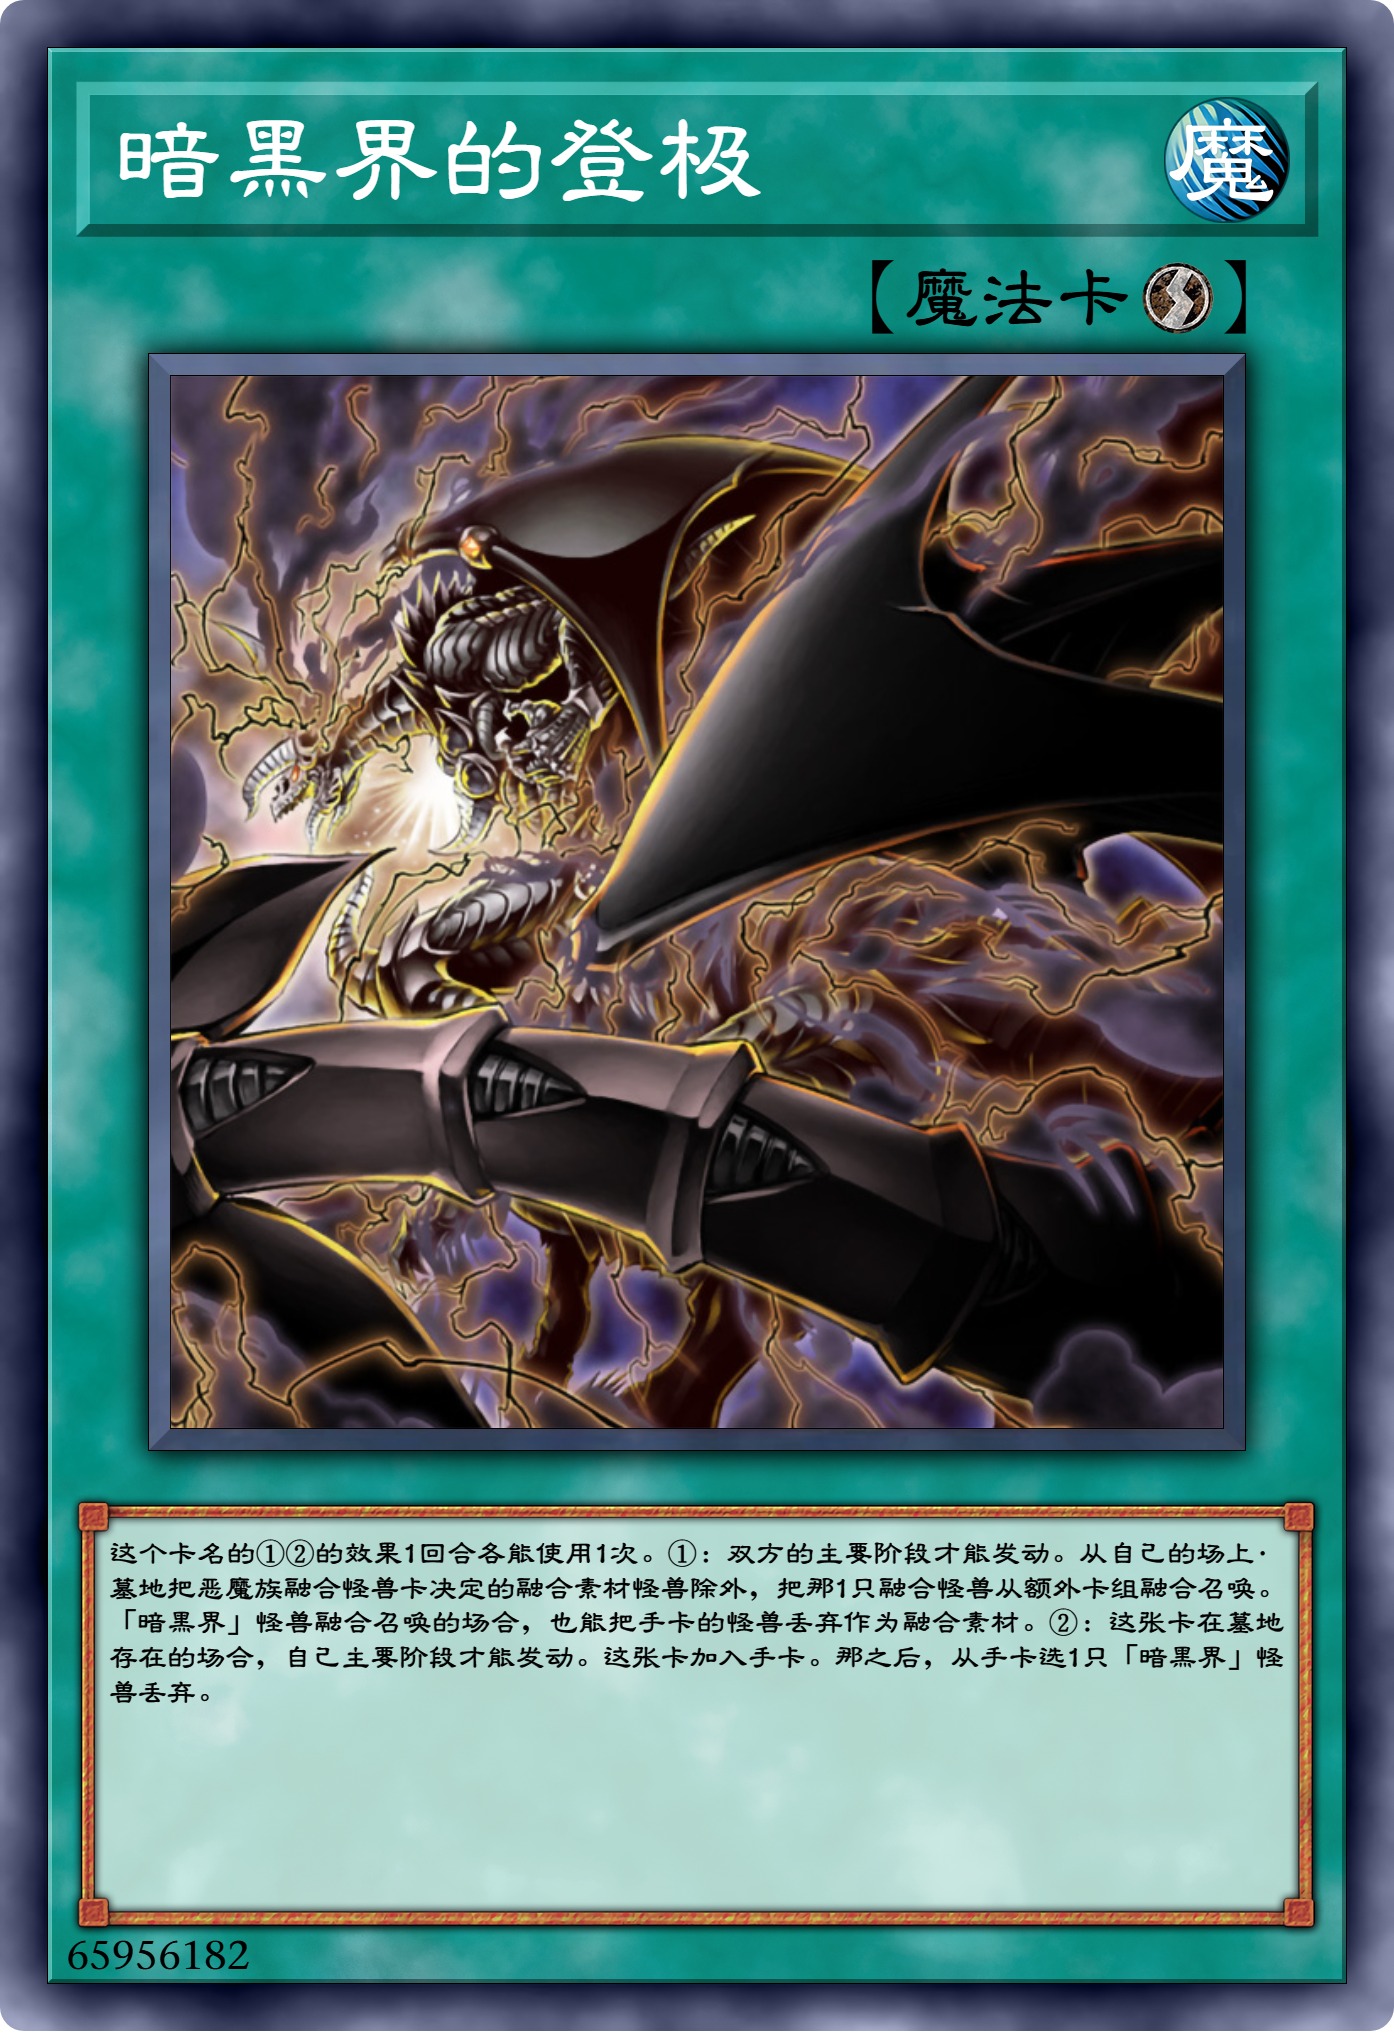 暗黑界的登极
魔
【魔法卡】
这个卡名的①②的效果1回合各能使用1次。①：双方的主要阶段才能发动。从自己的场上·
墓地把恶魔族融合怪兽卡决定的融合素材怪兽除外，把那1只融合怪兽从额外卡组融合召唤。
「暗黑界」怪兽融合召唤的场合，也能把手卡的怪兽丢弃作为融合素材。②：这张卡在墓地
存在的场合，自己主要阶段才能发动。这张卡加入手卡。那之后，从手卡选1只「暗黑界」怪
兽丢弃。
65956182